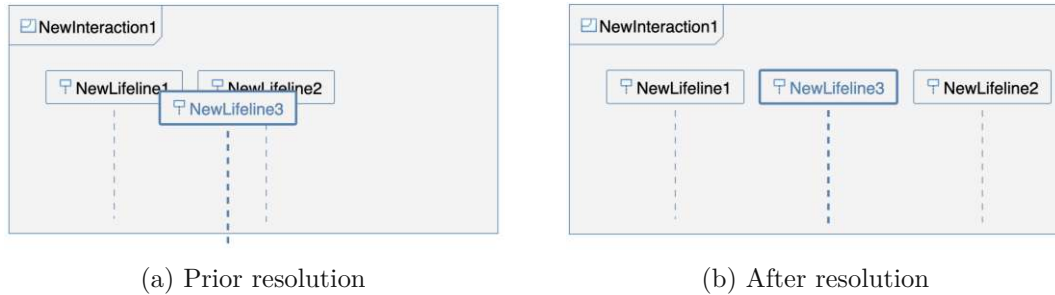 NewInteraction1
NewLifeline1
NewLifeline2
NewLifeline3
(a) Prior resolution
NewInteraction1
NewLifeline1
NewLifeline3
NewLifeline2
(b) After resolution